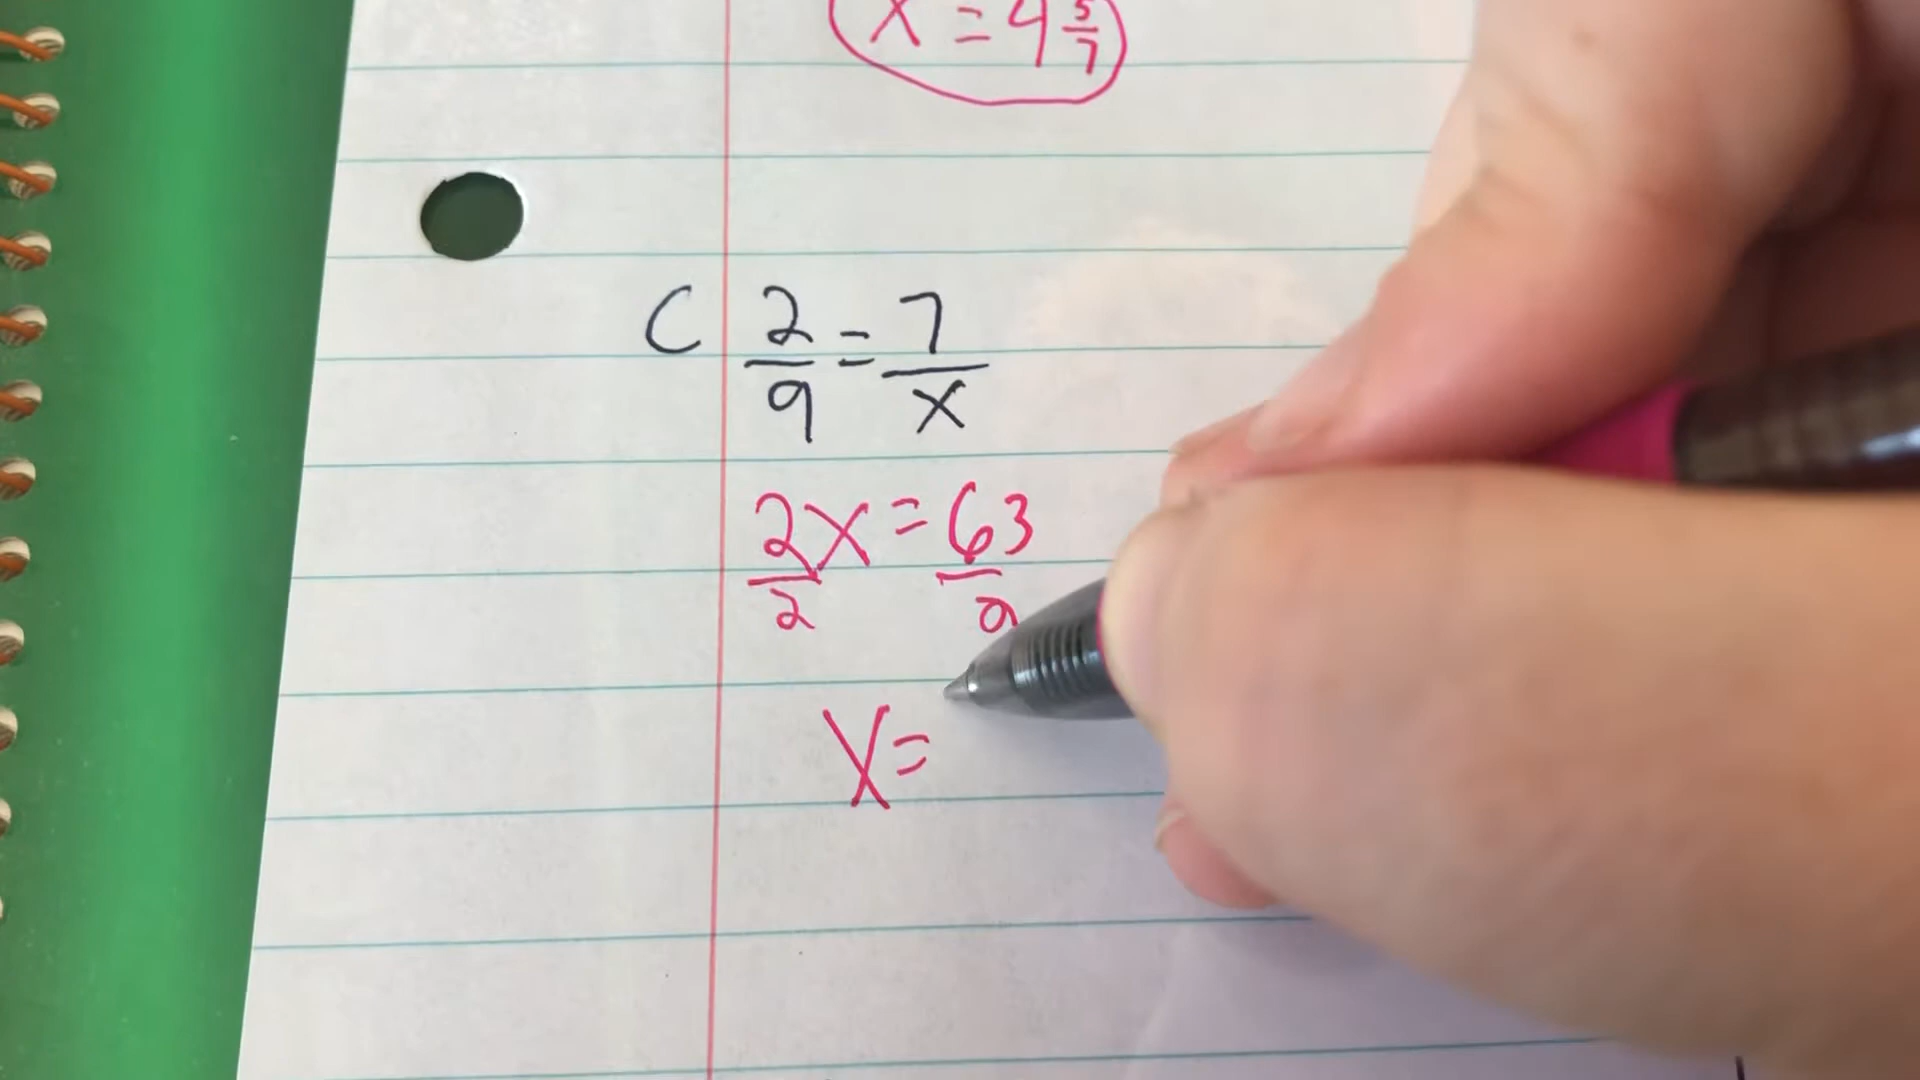 x = 4 5/7
C 2/9 = 7/x
2x = 63
2 2
x =